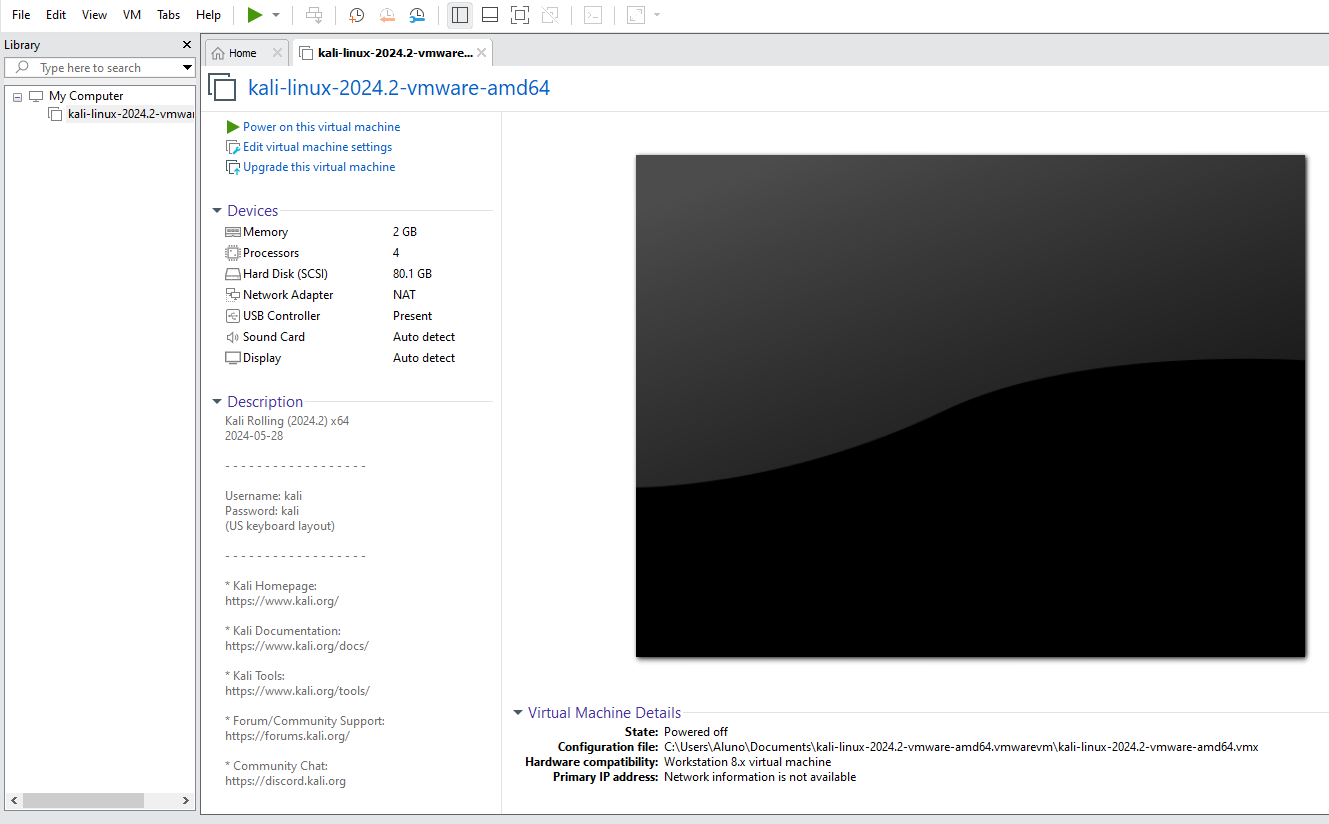 File Edit View VM Tabs Help
Library
Type here to search
My Computer
kali-linux-2024.2-vmwar
Home
kali-linux-2024.2-vmware...
kali-linux-2024.2-vmware-amd64
Power on this virtual machine
Edit virtual machine settings
Upgrade this virtual machine
Devices
Memory 2 GB
Processors 4
Hard Disk (SCSI) 80.1 GB
Network Adapter NAT
USB Controller Present
Sound Card Auto detect
Display Auto detect
Description
Kali Rolling (2024.2) x64
2024-05-28
- - - - - - - - - - - - - - - - - -
Username: kali
Password: kali
(US keyboard layout)
- - - - - - - - - - - - - - - - - -
* Kali Homepage:
https://www.kali.org/
* Kali Documentation:
https://www.kali.org/docs/
* Kali Tools:
https://www.kali.org/tools/
* Forum/Community Support:
https://forums.kali.org/
* Community Chat:
https://discord.kali.org
Virtual Machine Details
State: Powered off
Configuration file: C:\Users\Aluno\Documents\kali-linux-2024.2-vmware-amd64.vmwarevm\kali-linux-2024.2-vmware-amd64.vmx
Hardware compatibility: Workstation 8.x virtual machine
Primary IP address: Network information is not available